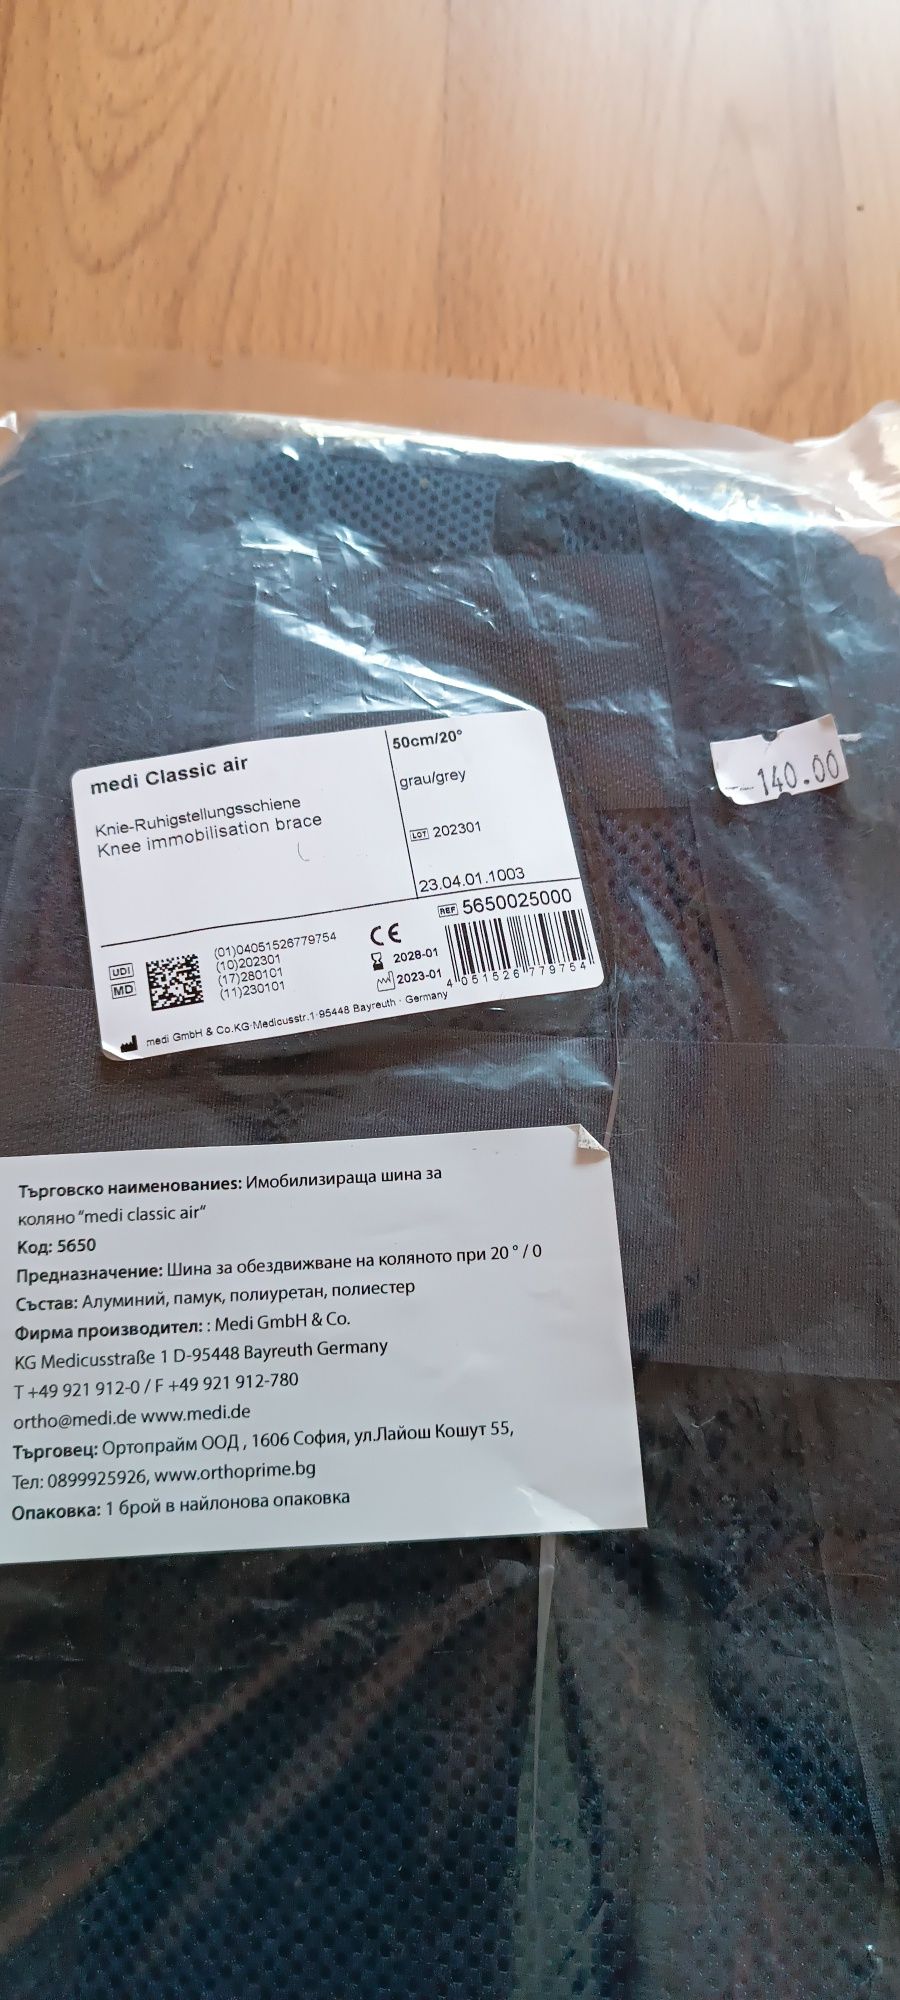 medi Classic air
Knie-Ruhigstellungsschiene
Knee immobilisation brace
50cm/20°
grau/grey
LOT 202301
23.04.01.1003
REF 5650025000
UDI
MD
(01)04051526779754
(10)202301
(17)280101
(11)230101
CE
2028-01
2023-01
4 051526 779754
medi GmbH & Co.KG·Medicusstr.1·95448 Bayreuth · Germany
140.00
Търговско наименованиеs: Имобилизираща шина за
коляно “medi classic air“
Код: 5650
Предназначение: Шина за обездвижване на коляното при 20 ° / 0
Състав: Алуминий, памук, полиуретан, полиестер
Фирма производител: : Medi GmbH & Co.
KG Medicusstraße 1 D-95448 Bayreuth Germany
T +49 921 912-0 / F +49 921 912-780
ortho@medi.de www.medi.de
Търговец: Ортопрайм ООД , 1606 София, ул.Лайош Кошут 55,
Тел: 0899925926, www.orthoprime.bg
Опаковка: 1 брой в найлонова опаковка